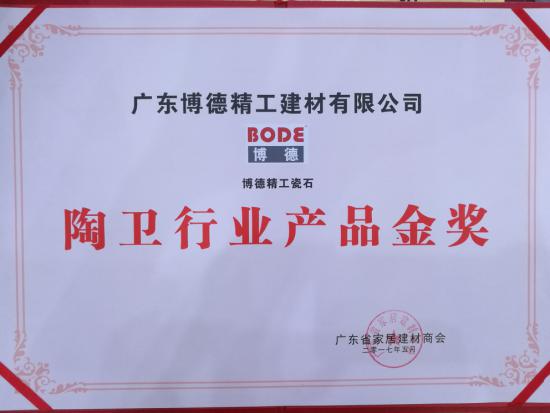 广东博德精工建材有限公司
BODE
博德
博德精工瓷石
陶卫行业产品金奖
广东省家居建材商会
二零一七年五月